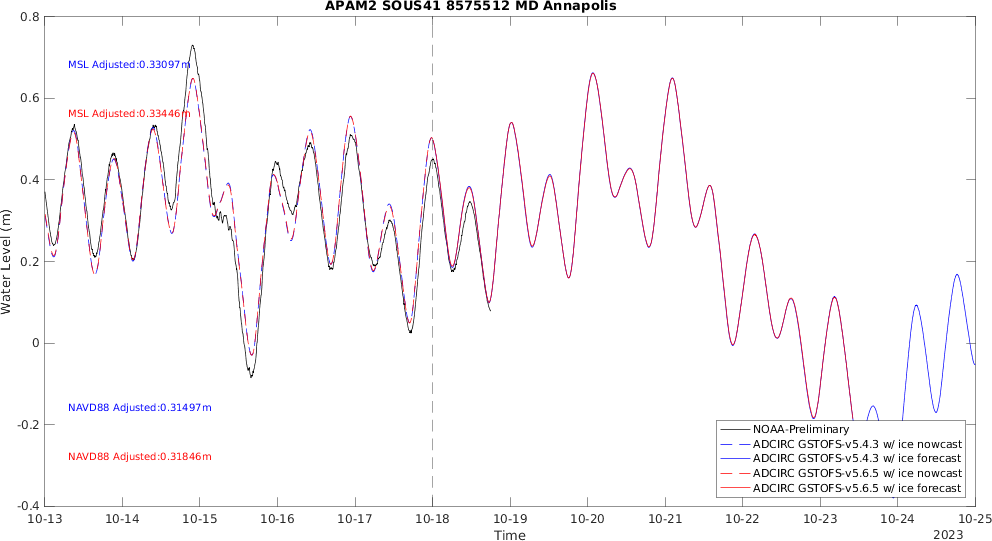 APAM2 SOUS41 8575512 MD Annapolis
0.8
0.6
0.4
0.2
0
-0.2
-0.4
Water Level (m)
MSL Adjusted:0.33097m
MSL Adjusted:0.33446m
NAVD88 Adjusted:0.31497m
NAVD88 Adjusted:0.31846m
NOAA-Preliminary
ADCIRC GSTOFS-v5.4.3 w/ ice nowcast
ADCIRC GSTOFS-v5.4.3 w/ ice forecast
ADCIRC GSTOFS-v5.6.5 w/ ice nowcast
ADCIRC GSTOFS-v5.6.5 w/ ice forecast
10-13 10-14 10-15 10-16 10-17 10-18 10-19 10-20 10-21 10-22 10-23 10-24 10-25
Time
2023